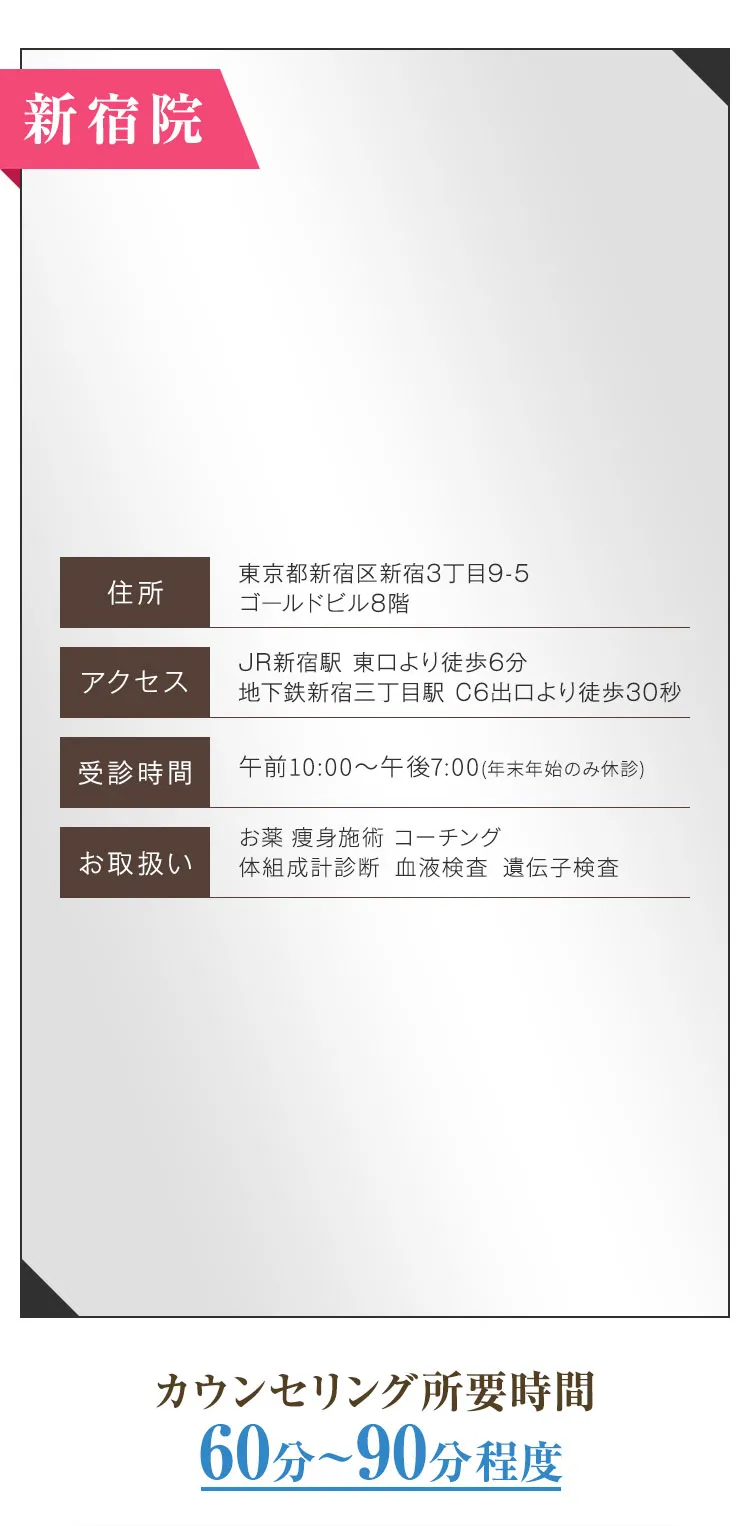 新宿院
住所
東京都新宿区新宿3丁目9-5
ゴールドビル8階
アクセス
JR新宿駅 東口より徒歩6分
地下鉄新宿三丁目駅 C6出口より徒歩30秒
受診時間
午前10:00〜午後7:00(年末年始のみ休診)
お取扱い
お薬 痩身施術 コーチング
体組成計診断 血液検査 遺伝子検査
カウンセリング所要時間
60分~90分程度